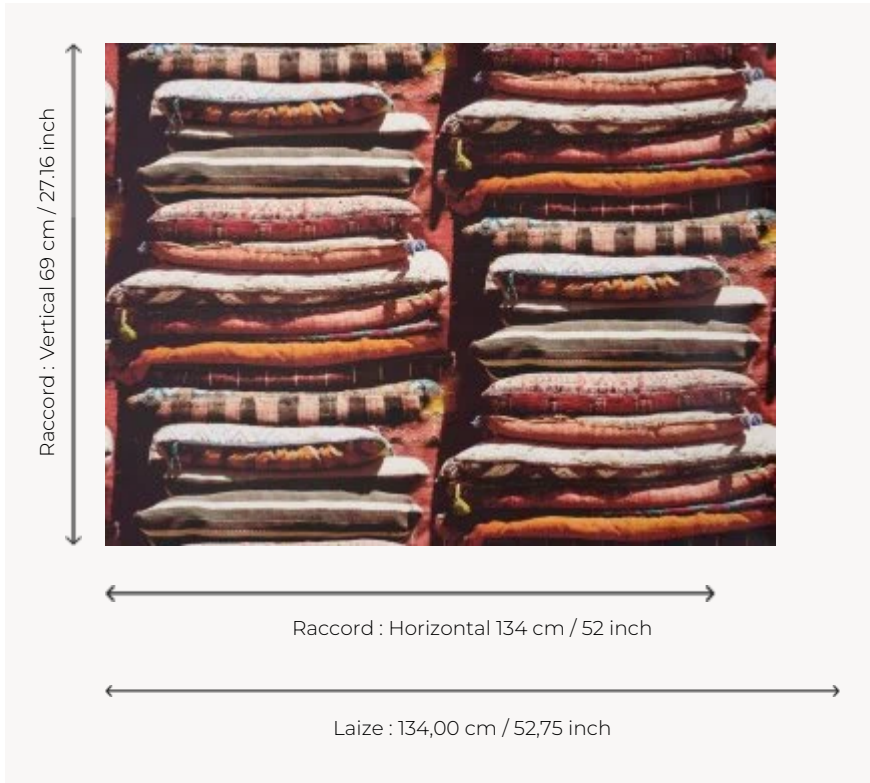 Raccord : Vertical 69 cm / 27.16 inch
Raccord : Horizontal 134 cm / 52 inch
Laize : 134,00 cm / 52,75 inch